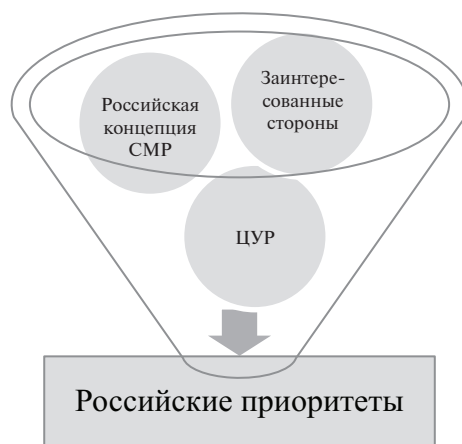 Российская
концепция
СМР
Заинтере-
сованные
стороны
ЦУР
Российские приоритеты